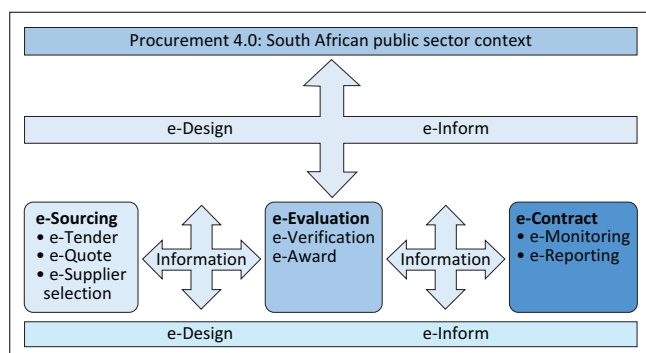 Procurement 4.0: South African public sector context
e-Design e-Inform
e-Sourcing
• e-Tender
• e-Quote
• e-Supplier
selection
Information
e-Evaluation
e-Verification
e-Award
Information
e-Contract
• e-Monitoring
• e-Reporting
e-Design e-Inform